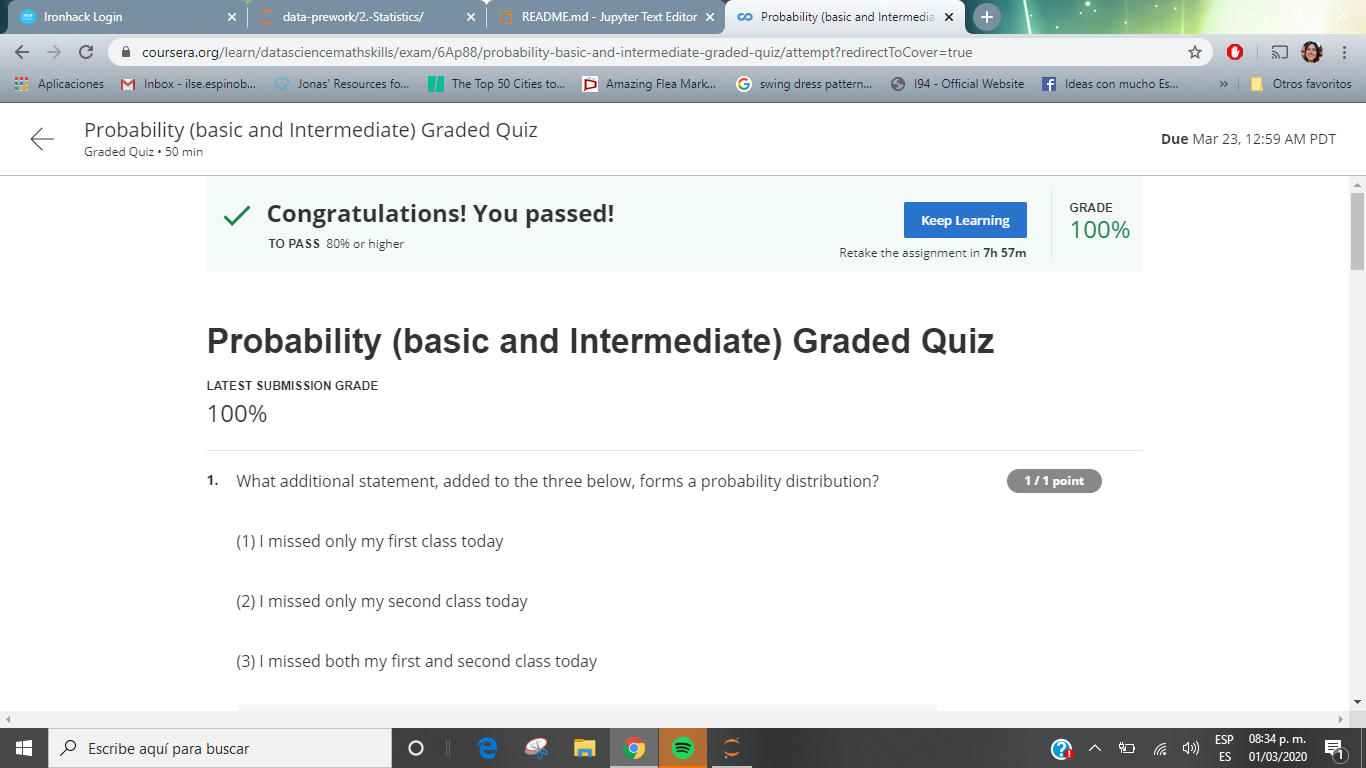 Ironhack Login
data-prework/2.-Statistics/
README.md - Jupyter Text Editor
Probability (basic and Intermedia
coursera.org/learn/datasciencemathskills/exam/6Ap88/probability-basic-and-intermediate-graded-quiz/attempt?redirectToCover=true
Aplicaciones
Inbox - ilse.espinob...
Jonas' Resources fo...
The Top 50 Cities to...
Amazing Flea Mark...
swing dress pattern...
I94 - Official Website
Ideas con mucho Es...
»
Otros favoritos
Probability (basic and Intermediate) Graded Quiz
Graded Quiz • 50 min
Due Mar 23, 12:59 AM PDT
Congratulations! You passed!
TO PASS 80% or higher
Keep Learning
Retake the assignment in 7h 57m
GRADE
100%
Probability (basic and Intermediate) Graded Quiz
LATEST SUBMISSION GRADE
100%
1. What additional statement, added to the three below, forms a probability distribution?
1 / 1 point
(1) I missed only my first class today
(2) I missed only my second class today
(3) I missed both my first and second class today
Escribe aquí para buscar
ESP
ES
08:34 p. m.
01/03/2020
1